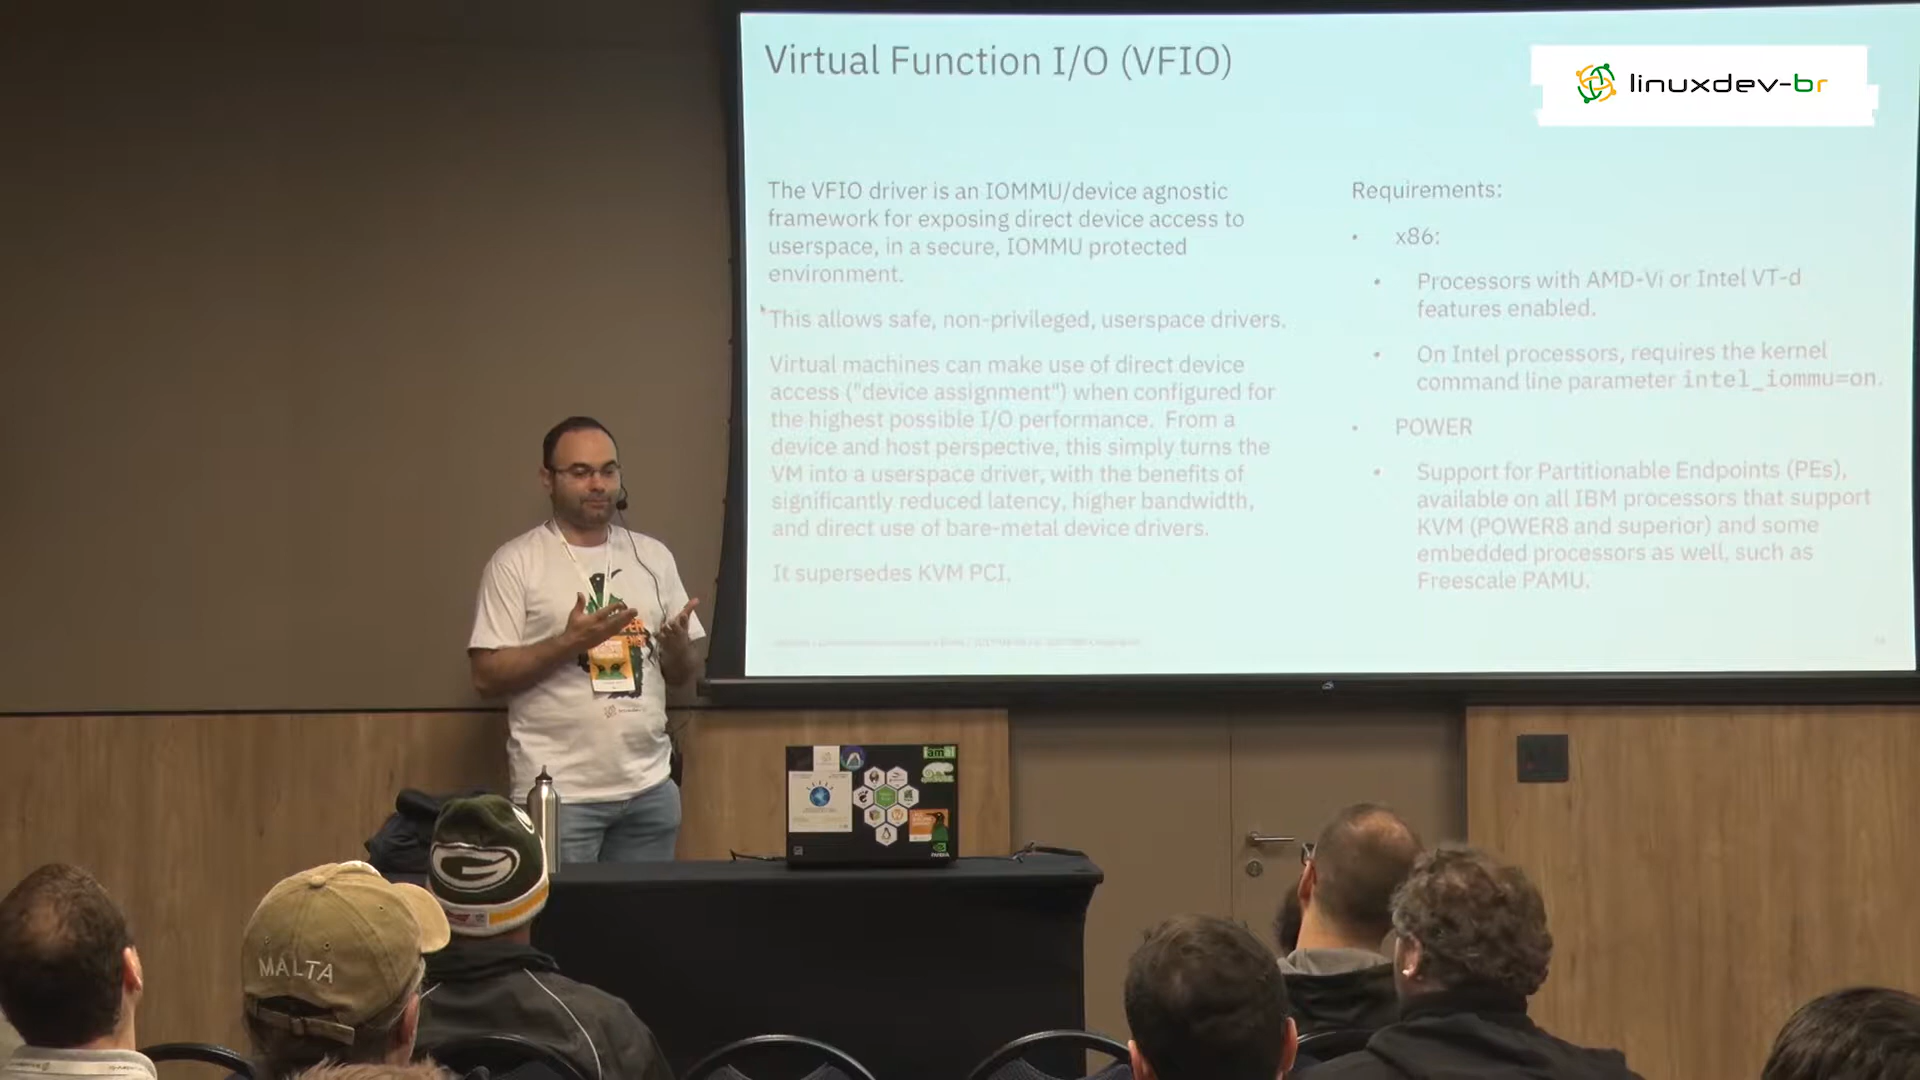 Virtual Function I/O (VFIO)
linuxdev-br
The VFIO driver is an IOMMU/device agnostic
framework for exposing direct device access to
userspace, in a secure, IOMMU protected
environment.
This allows safe, non-privileged, userspace drivers.
Virtual machines can make use of direct device
access ("device assignment") when configured for
the highest possible I/O performance. From a
device and host perspective, this simply turns the
VM into a userspace driver, with the benefits of
significantly reduced latency, higher bandwidth,
and direct use of bare-metal device drivers.
It supersedes KVM PCI.
Requirements:
• x86:
• Processors with AMD-Vi or Intel VT-d
features enabled.
• On Intel processors, requires the kernel
command line parameter intel_iommu=on.
• POWER
• Support for Partitionable Endpoints (PEs),
available on all IBM processors that support
KVM (POWER8 and superior) and some
embedded processors as well, such as
Freescale PAMU.
NVIDIA
G
MALTA